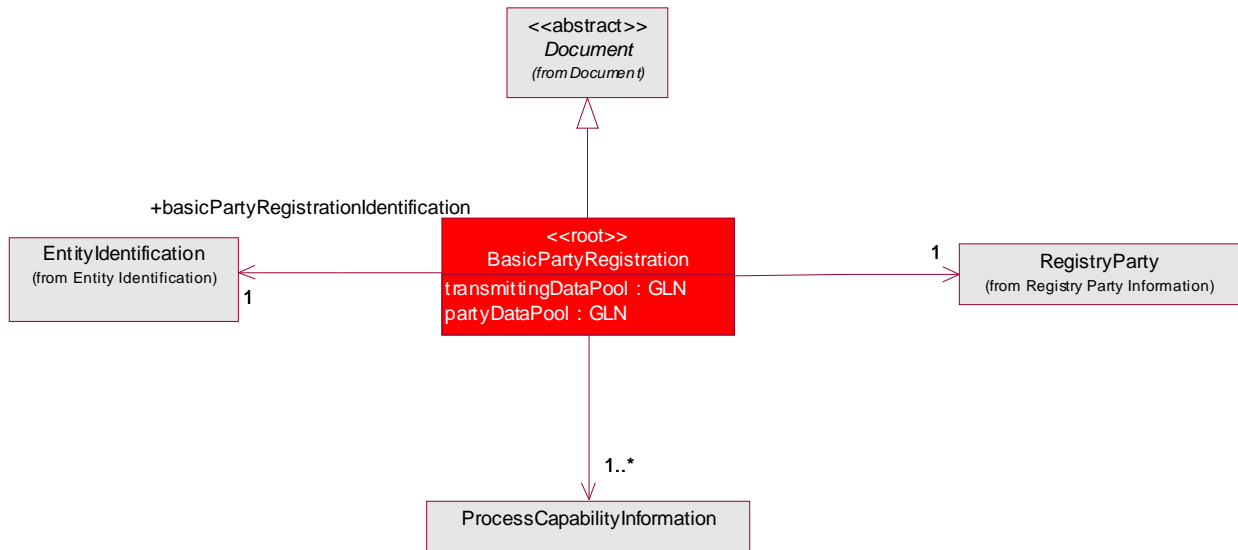 <<abstract>>
Document
(from Document)
+basicPartyRegistrationIdentification
EntityIdentification
(from Entity Identification)
1
<<root>>
BasicPartyRegistration
transmittingDataPool : GLN
partyDataPool : GLN
1
RegistryParty
(from Registry Party Information)
1..*
ProcessCapabilityInformation